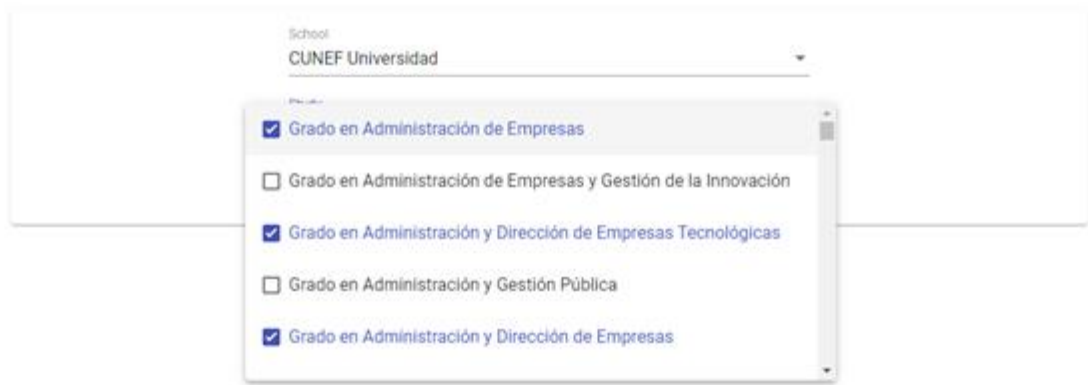 School
CUNEF Universidad
Grado en Administración de Empresas
Grado en Administración de Empresas y Gestión de la Innovación
Grado en Administración y Dirección de Empresas Tecnológicas
Grado en Administración y Gestión Pública
Grado en Administración y Dirección de Empresas